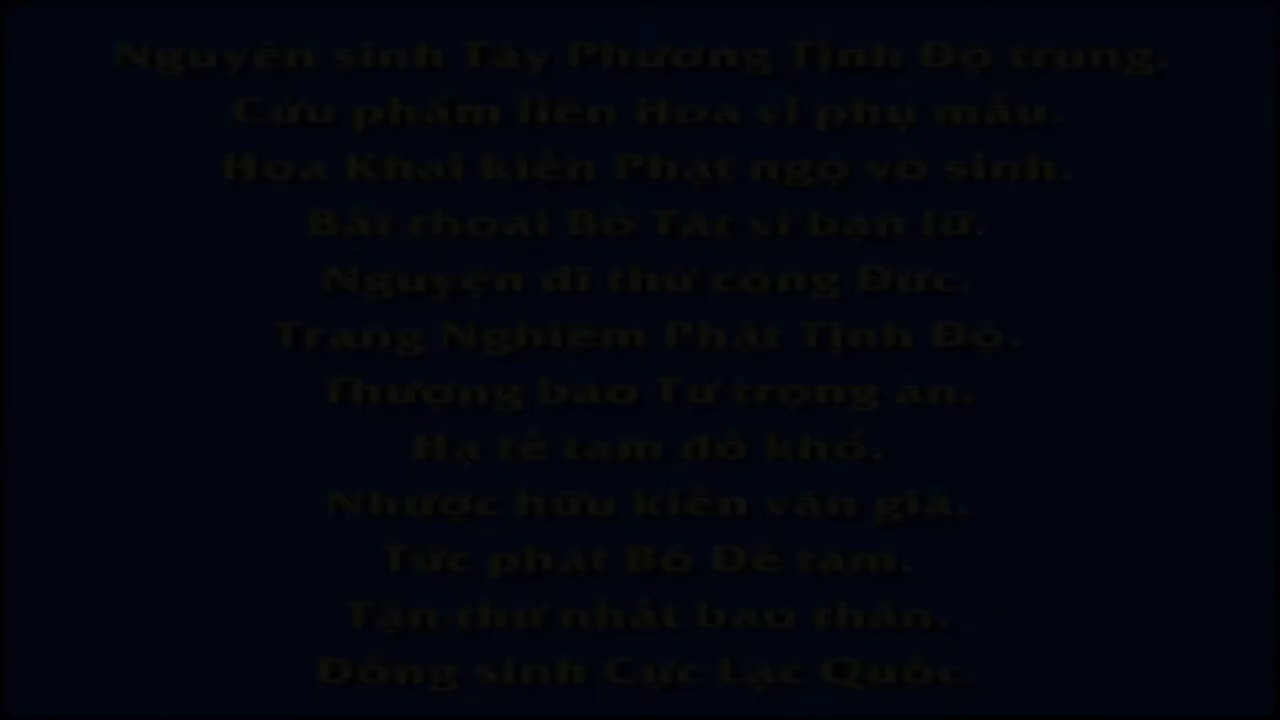 Nguyện sinh Tây Phương Tịnh Độ trung.
Cửu phẩm liên Hoa vi phụ mẫu.
Hoa Khai kiến Phật ngộ vô sinh.
Bất thoái Bồ Tát vi bạn lữ.
Nguyện dĩ thử công Đức.
Trang Nghiêm Phật Tịnh Độ.
Thượng báo Tứ trọng ân.
Hạ tế tam đồ khổ.
Nhược hữu kiến văn giả.
Tức phát Bồ Đề tâm.
Tận thử nhất báo thân.
Đồng sinh Cực Lạc Quốc.